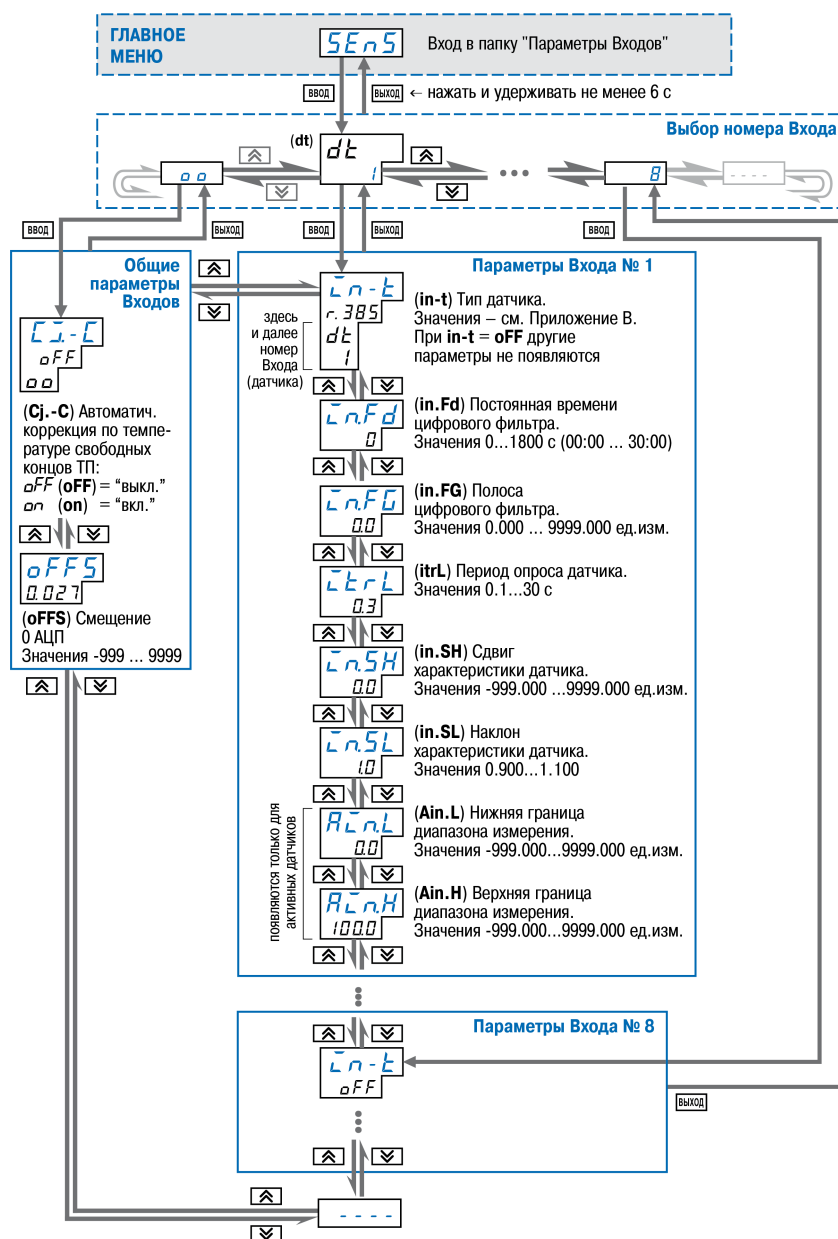 ГЛАВНОЕ
МЕНЮ
SEnS
Вход в папку "Параметры Входов"
ВВОД
ВЫХОД
← нажать и удерживать не менее 6 с
Выбор номера Входа
(dt)
dt
1
oo
•••
8
- - - -
ВВОД
ВЫХОД
ВВОД
ВЫХОД
ВВОД
Общие
параметры
Входов
Cj.-C
oFF
oo
(Cj.-C) Автоматич.
коррекция по темпе-
ратуре свободных
концов ТП:
oFF (oFF) = “выкл.”
on (on) = “вкл.”
oFFS
0.027
(oFFS) Смещение
0 АЦП
Значения -999 ... 9999
Параметры Входа № 1
in-t
r.385
dt
1
здесь
и далее
номер
Входа
(датчика)
(in-t) Тип датчика.
Значения – см. Приложение В.
При in-t = oFF другие
параметры не появляются
in.Fd
0
(in.Fd) Постоянная времени
цифрового фильтра.
Значения 0...1800 с (00:00 ... 30:00)
in.FG
0.0
(in.FG) Полоса
цифрового фильтра.
Значения 0.000 ... 9999.000 ед.изм.
itrL
0.3
(itrL) Период опроса датчика.
Значения 0.1...30 с
in.SH
0.0
(in.SH) Сдвиг
характеристики датчика.
Значения -999.000 ...9999.000 ед.изм.
in.SL
1.0
(in.SL) Наклон
характеристики датчика.
Значения 0.900...1.100
появляются только для
активных датчиков
Ain.L
0.0
(Ain.L) Нижняя граница
диапазона измерения.
Значения -999.000...9999.000 ед.изм.
Ain.H
100.0
(Ain.H) Верхняя граница
диапазона измерения.
Значения -999.000...9999.000 ед.изм.
Параметры Входа № 8
in-t
oFF
ВЫХОД
- - - -